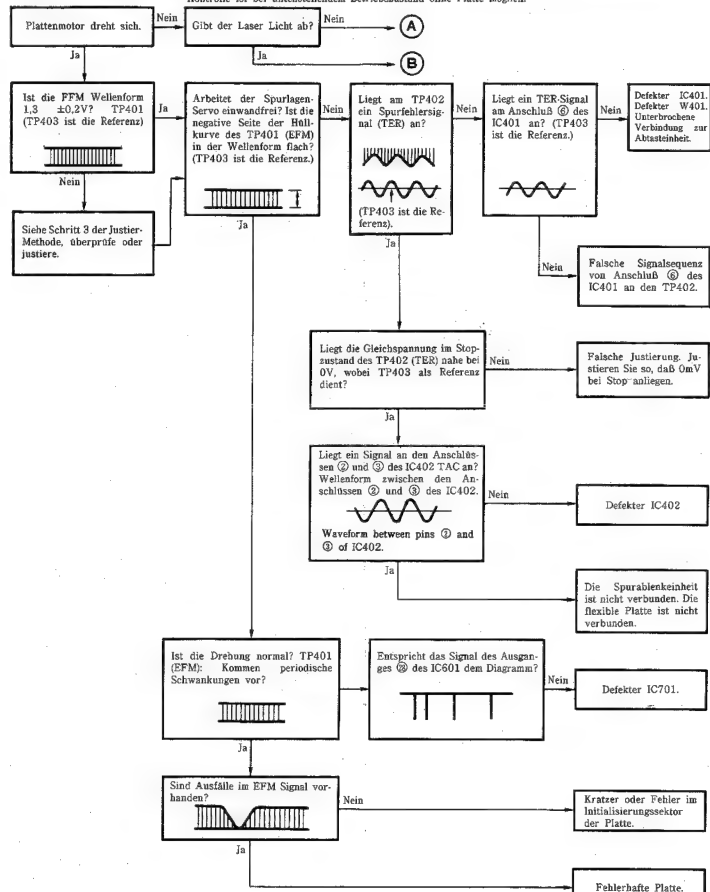 Kontrolle ist bei untenstehendem Betriebszustand ohne Platte möglich.
Plattenmotor dreht sich.
Nein
Gibt der Laser Licht ab?
Nein
A
Ja
Ja
B
Ist die FFM Wellenform
1,3 ±0,2V? TP401
(TP403 ist die Referenz)
Ja
Nein
Arbeitet der Spurlagen-
Servo einwandfrei? Ist die
negative Seite der Hüll-
kurve des TP401 (EFM)
in der Wellenform flach?
(TP403 ist die Referenz.)
Nein
Ja
Liegt am TP402
ein Spurfehlersig-
nal (TER) an?
(TP403 ist die Re-
ferenz).
Nein
Ja
Liegt ein TER-Signal
am Anschluß ⑥ des
IC401 an? (TP403
ist die Referenz.)
Nein
Defekter IC401.
Defekter W401.
Unterbrochene
Verbindung zur
Abtasteinheit.
Siehe Schritt 3 der Justier-
Methode, überprüfe oder
justiere.
Nein
Falsche Signalsequenz
von Anschluß ⑥ des
IC401 an den TP402.
Liegt die Gleichspannung im Stop-
zustand des TP402 (TER) nahe bei
0V, wobei TP403 als Referenz
dient?
Nein
Falsche Justierung. Ju-
stieren Sie so, daß 0mV
bei Stop anliegen.
Ja
Liegt ein Signal an den Anschlüs-
sen ② und ③ des IC402 TAC an?
Wellenform zwischen den An-
schlüssen ② und ③ des IC402.
Waveform between pins ② and
③ of IC402.
Nein
Defekter IC402
Ja
Die Spurablenkeinheit
ist nicht verbunden. Die
flexible Platte ist nicht
verbunden.
Ist die Drehung normal? TP401
(EFM): Kommen periodische
Schwankungen vor?
Entspricht das Signal des Ausgan-
ges ㉘ des IC601 dem Diagramm?
Nein
Defekter IC701.
Ja
Sind Ausfälle im EFM Signal vor-
handen?
Nein
Kratzer oder Fehler im
Initialisierungssektor
der Platte.
Ja
Fehlerhafte Platte.